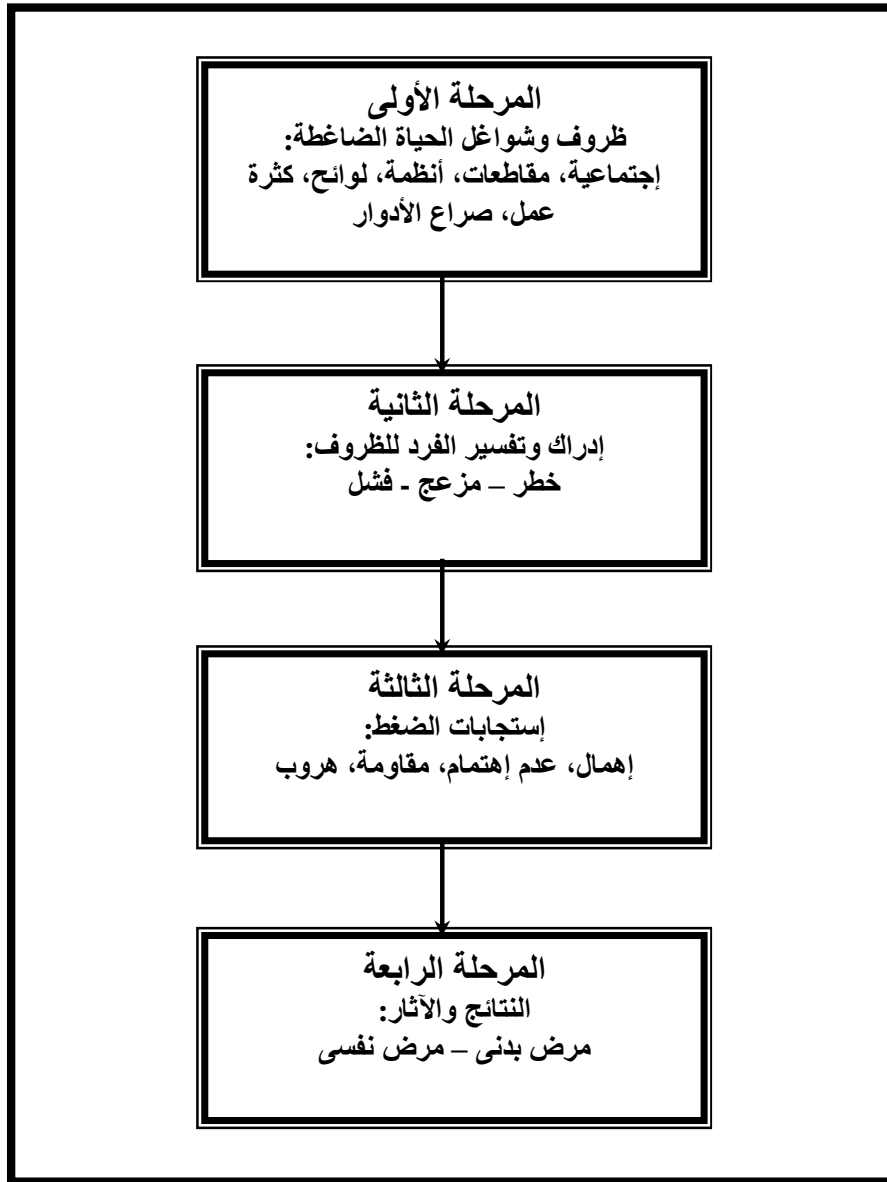 المرحلة الأولى
ظروف وشواغل الحياة الضاغطة:
إجتماعية، مقاطعات، أنظمة، لوائح، كثرة
عمل، صراع الأدوار
المرحلة الثانية
إدراك وتفسير الفرد للظروف:
خطر – مزعج - فشل
المرحلة الثالثة
إستجابات الضغط:
إهمال، عدم إهتمام، مقاومة، هروب
المرحلة الرابعة
النتائج والآثار:
مرض بدنى – مرض نفسى